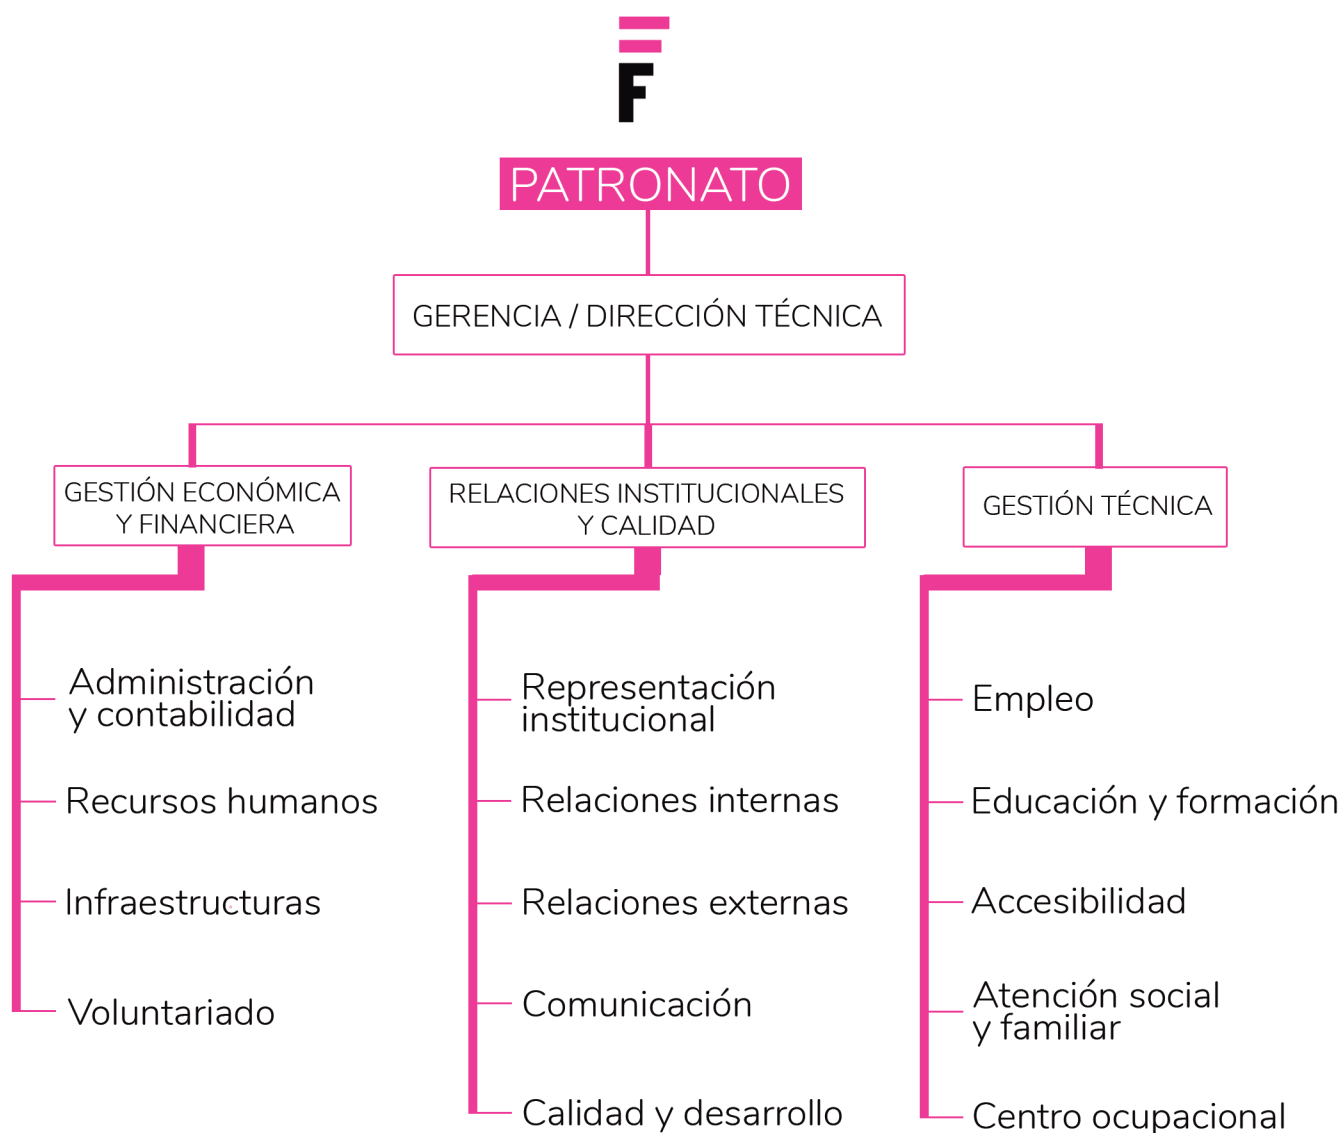 F
PATRONATO
GERENCIA / DIRECCIÓN TÉCNICA
GESTIÓN ECONÓMICA
Y FINANCIERA
RELACIONES INSTITUCIONALES
Y CALIDAD
GESTIÓN TÉCNICA
Administración
y contabilidad
Recursos humanos
Infraestructuras
Voluntariado
Representación
institucional
Relaciones internas
Relaciones externas
Comunicación
Calidad y desarrollo
Empleo
Educación y formación
Accesibilidad
Atención social
y familiar
Centro ocupacional